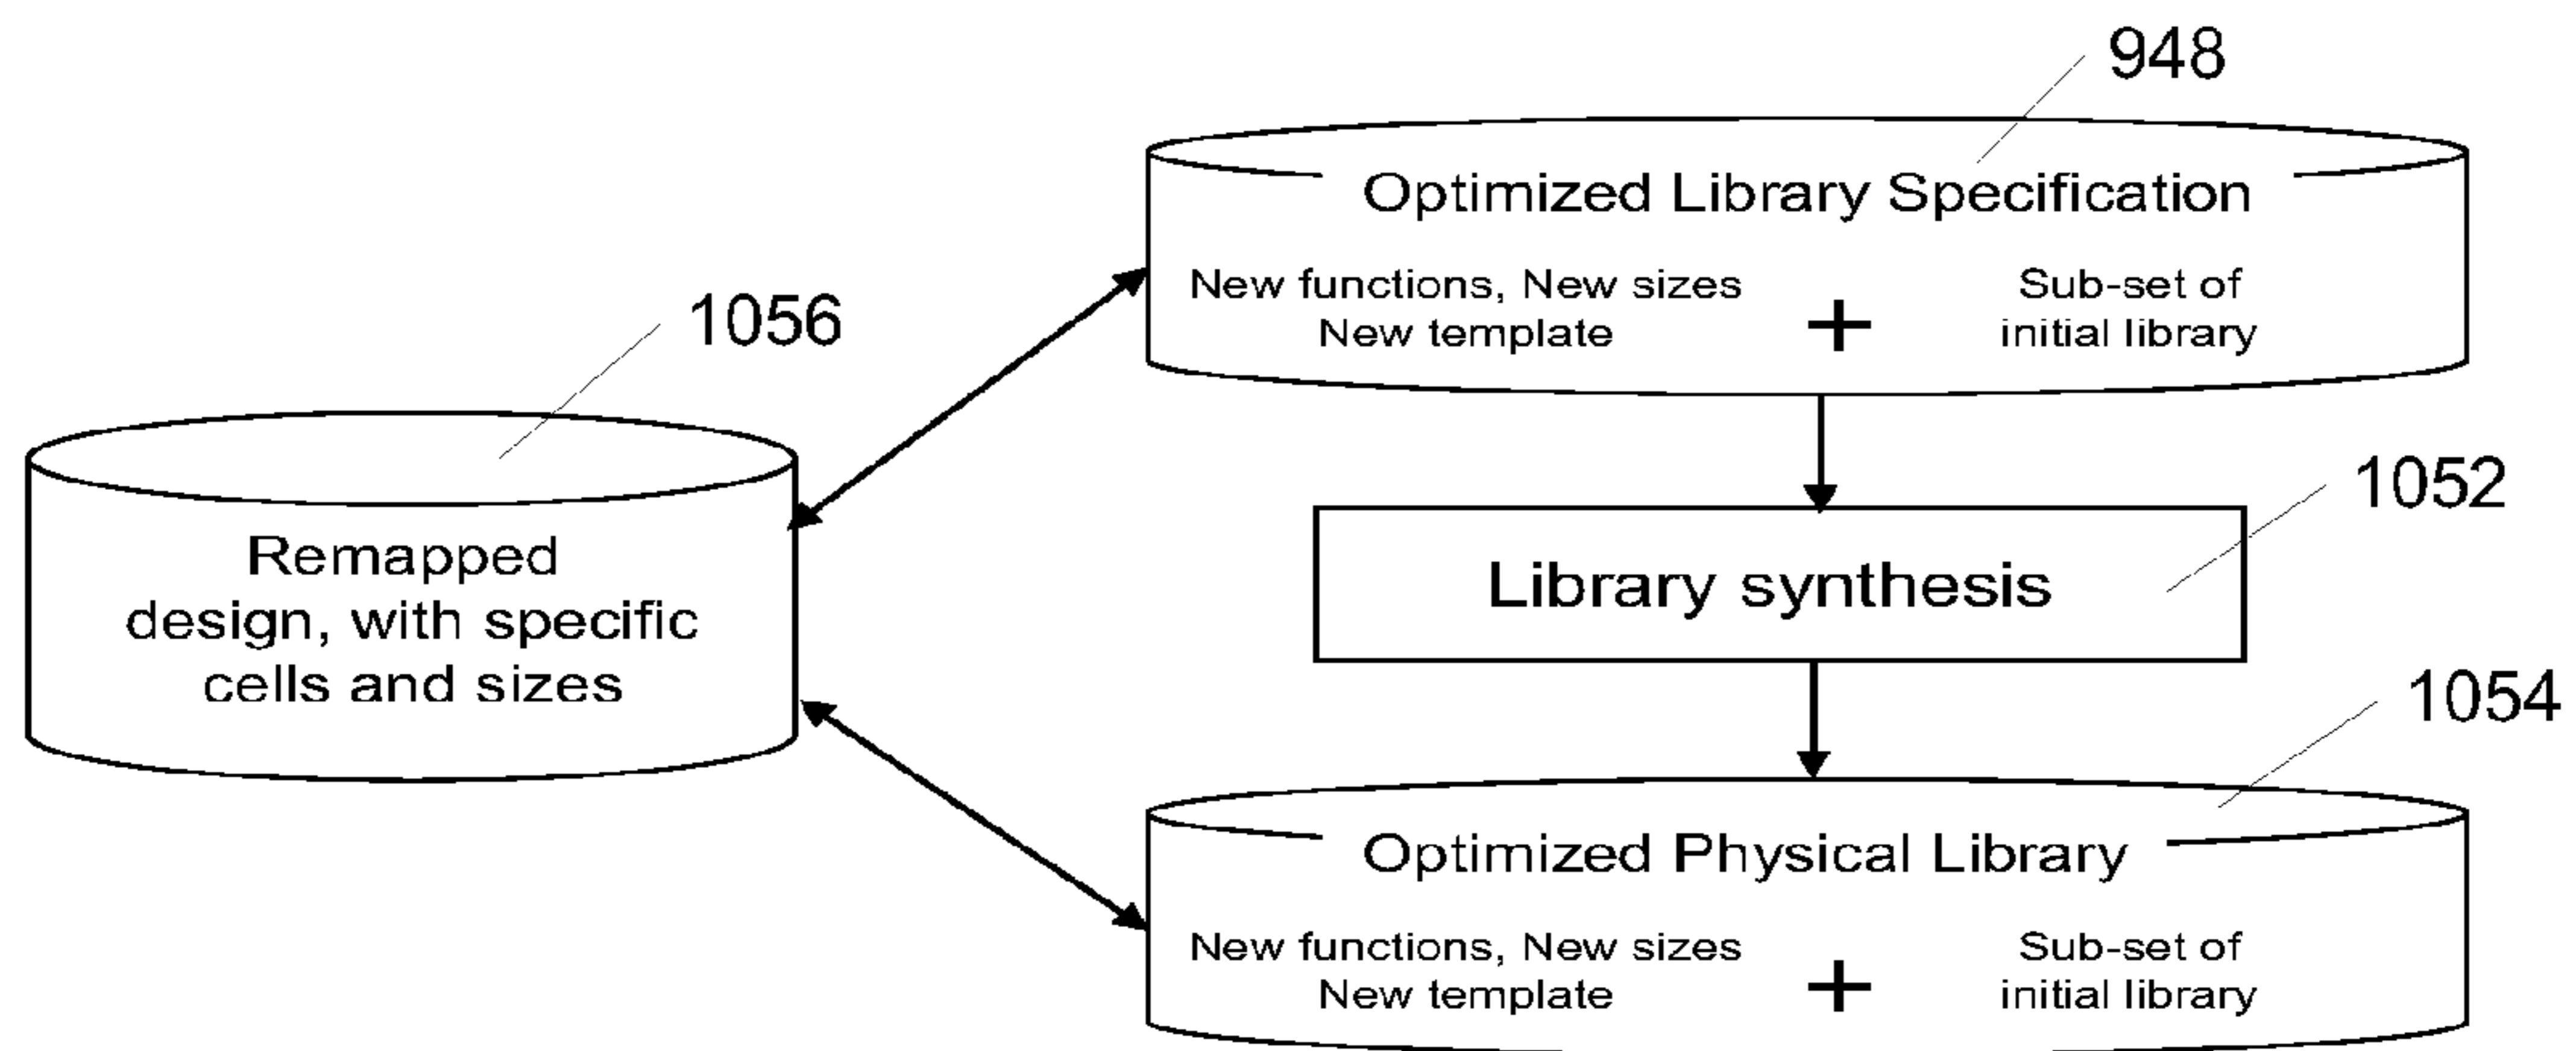 948
Optimized Library Specification
New functions, New sizes
New template
+
Sub-set of
initial library
1056
Remapped
design, with specific
cells and sizes
1052
Library synthesis
1054
Optimized Physical Library
New functions, New sizes
New template
+
Sub-set of
initial library